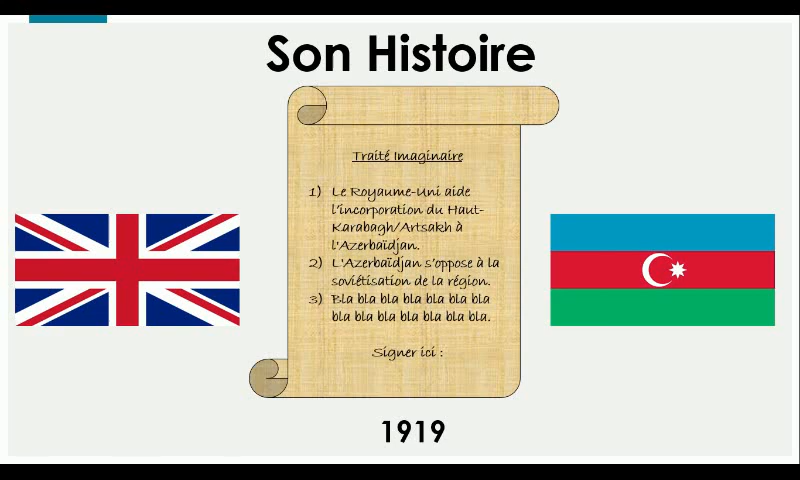 Son Histoire
Traité Imaginaire
1) Le Royaume-Uni aide
l'incorporation du Haut-
Karabagh/Artsakh à
l'Azerbaïdjan.
2) L'Azerbaïdjan s'oppose à la
soviétisation de la région.
3) Bla bla bla bla bla bla bla
bla bla bla bla bla bla bla.
Signer ici :
1919